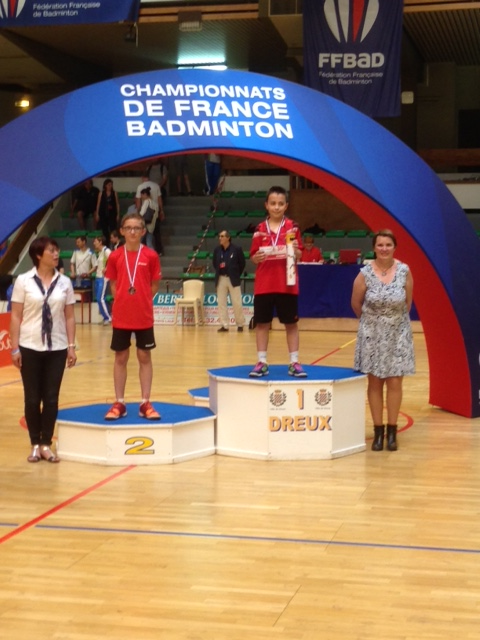 Fédération Française
de Badminton
FFBAD
Fédération Française
de Badminton
CHAMPIONNATS
DE FRANCE
BADMINTON
2
1
DREUX